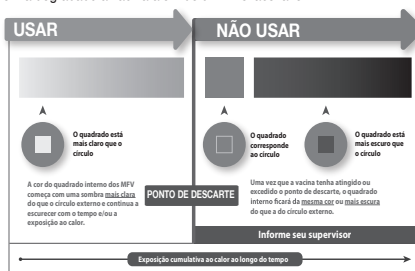 USAR
NÃO USAR
O quadrado está
mais claro que o
círculo
O quadrado
corresponde
ao círculo
O quadrado está
mais escuro que
o círculo
A cor do quadrado interno dos MFV
começa com uma sombra mais clara
do que o círculo externo e continua a
escurecer com o tempo e/ou a
exposição ao calor.
PONTO DE DESCARTE
Uma vez que a vacina tenha atingido ou
excedido o ponto de descarte, o quadrado
interno ficará da mesma cor ou mais escura
do que a do círculo externo.
Informe seu supervisor
Exposição cumulativa ao calor ao longo do tempo